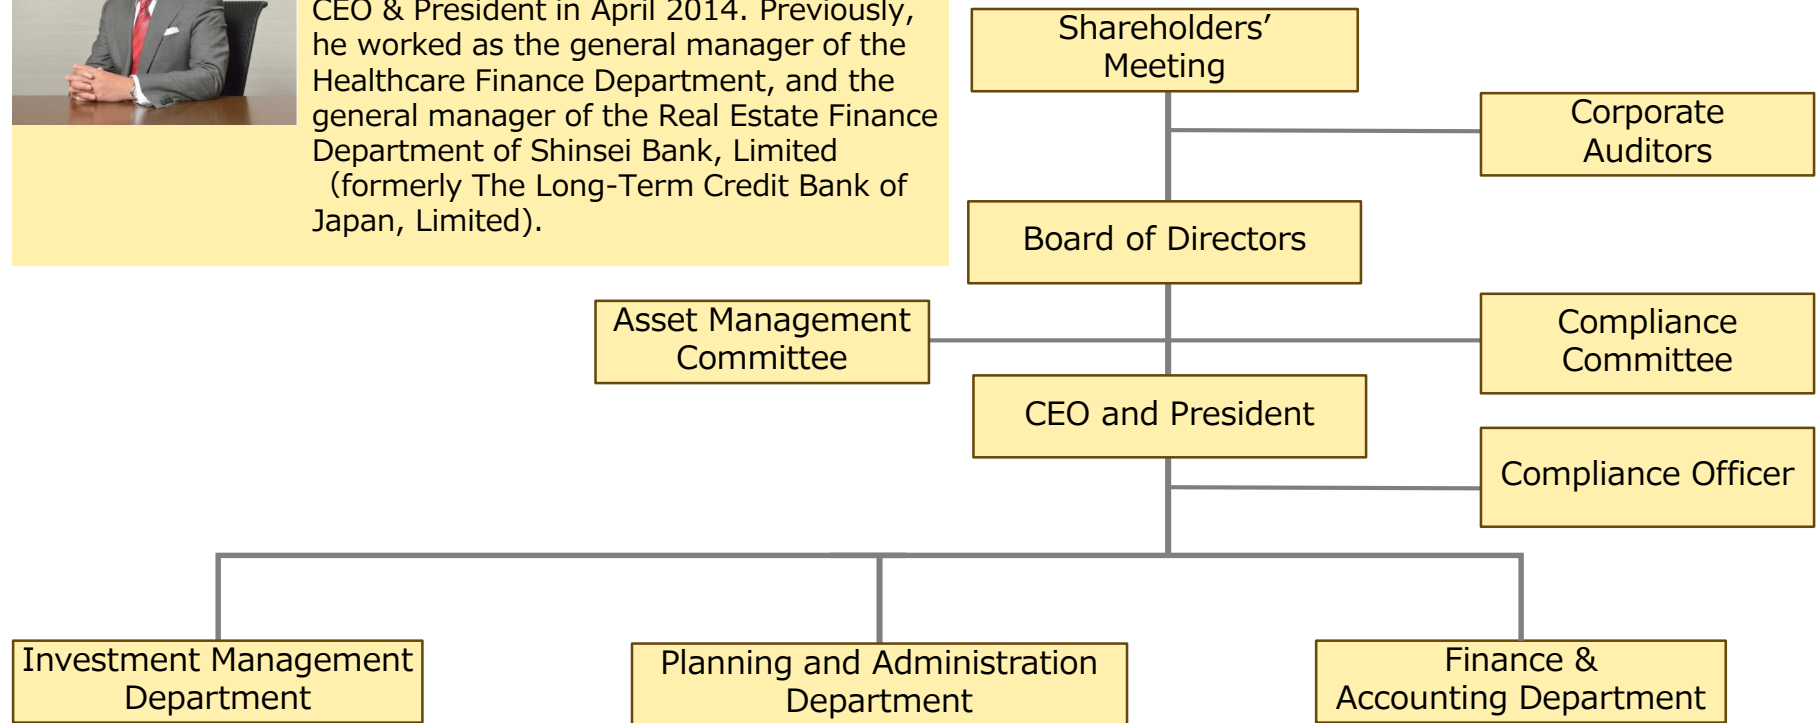 CEO & President in April 2014. Previously,
he worked as the general manager of the
Healthcare Finance Department, and the
general manager of the Real Estate Finance
Department of Shinsei Bank, Limited
（formerly The Long-Term Credit Bank of
Japan, Limited).
Shareholders’
Meeting
Corporate
Auditors
Board of Directors
Asset Management
Committee
Compliance
Committee
CEO and President
Compliance Officer
Investment Management
Department
Planning and Administration
Department
Finance &
Accounting Department